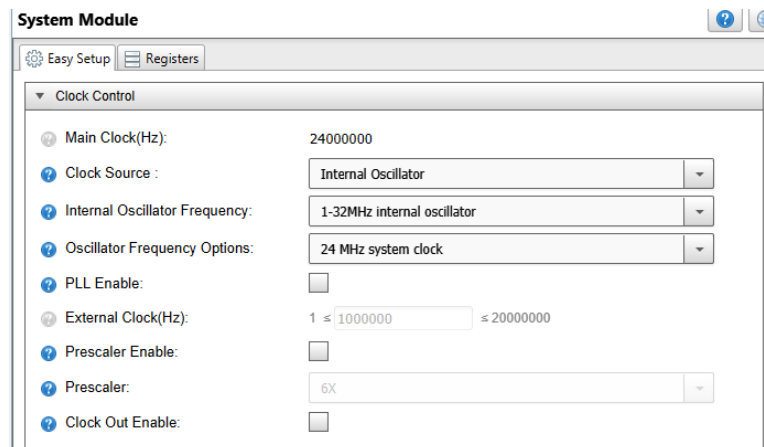 System Module
Easy Setup Registers
Clock Control
Main Clock(Hz): 24000000
Clock Source : Internal Oscillator
Internal Oscillator Frequency: 1-32MHz internal oscillator
Oscillator Frequency Options: 24 MHz system clock
PLL Enable:
External Clock(Hz): 1 ≤ 1000000 ≤ 20000000
Prescaler Enable:
Prescaler: 6X
Clock Out Enable: